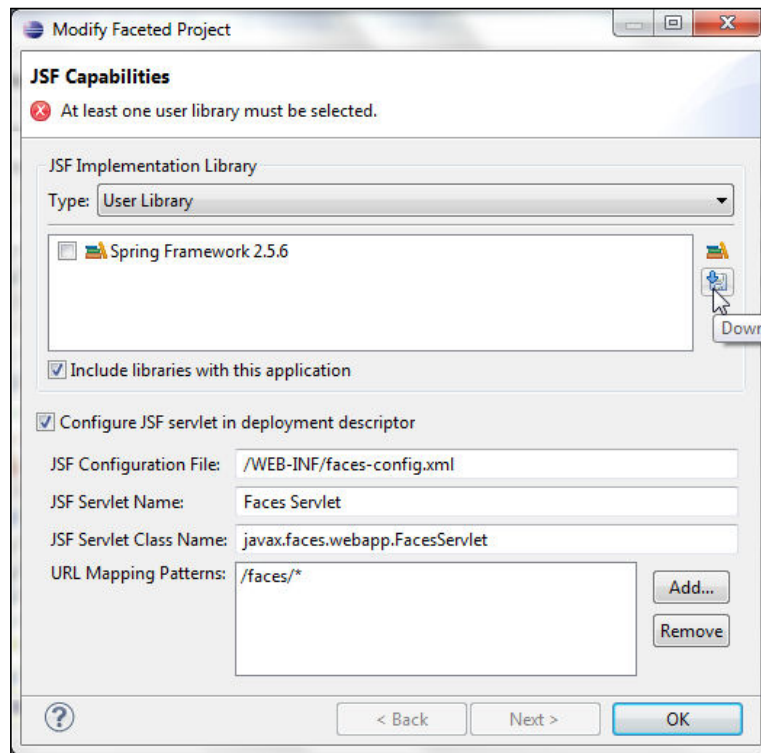 Modify Faceted Project
JSF Capabilities
At least one user library must be selected.
JSF Implementation Library
Type: User Library
Spring Framework 2.5.6
Include libraries with this application
Configure JSF servlet in deployment descriptor
JSF Configuration File: /WEB-INF/faces-config.xml
JSF Servlet Name: Faces Servlet
JSF Servlet Class Name: javax.faces.webapp.FacesServlet
URL Mapping Patterns: /faces/*
Add...
Remove
< Back Next > OK